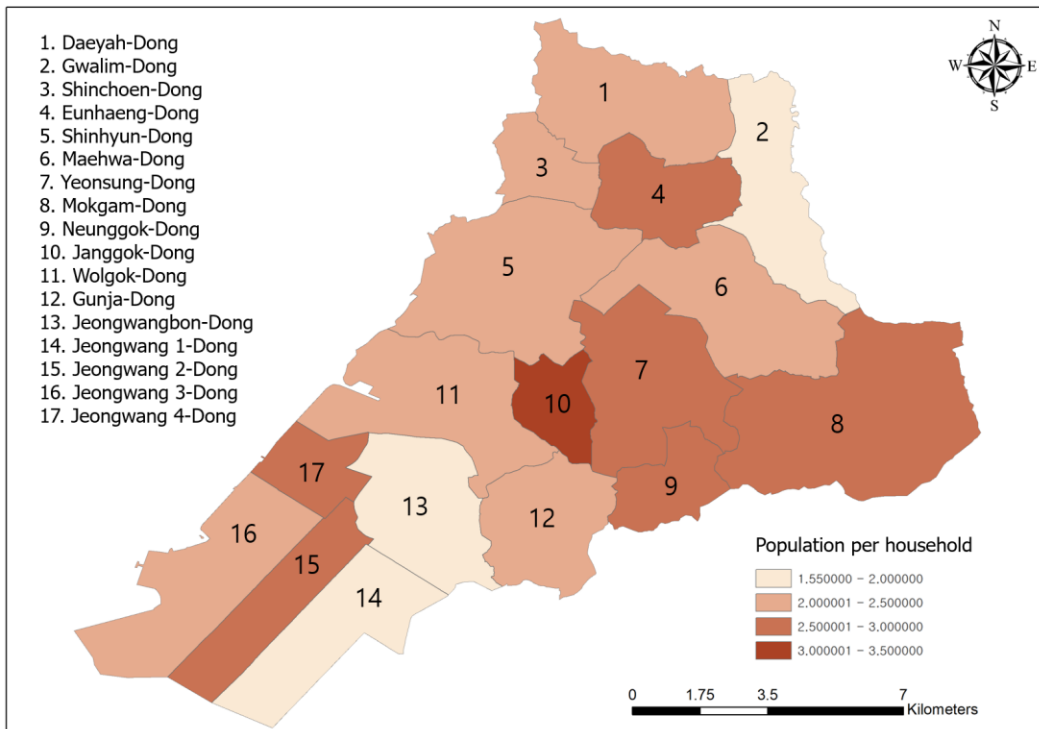 1. Daeyah-Dong
2. Gwalim-Dong
3. Shinchoen-Dong
4. Eunhaeng-Dong
5. Shinhyun-Dong
6. Maehwa-Dong
7. Yeonsung-Dong
8. Mokgam-Dong
9. Neunggok-Dong
10. Janggok-Dong
11. Wolgok-Dong
12. Gunja-Dong
13. Jeongwangbon-Dong
14. Jeongwang 1-Dong
15. Jeongwang 2-Dong
16. Jeongwang 3-Dong
17. Jeongwang 4-Dong
N
W E
S
1
2
3
4
5
6
7
8
9
10
11
12
13
14
15
16
17
Population per household
1.550000 - 2.000000
2.000001 - 2.500000
2.500001 - 3.000000
3.000001 - 3.500000
0 1.75 3.5 7
Kilometers